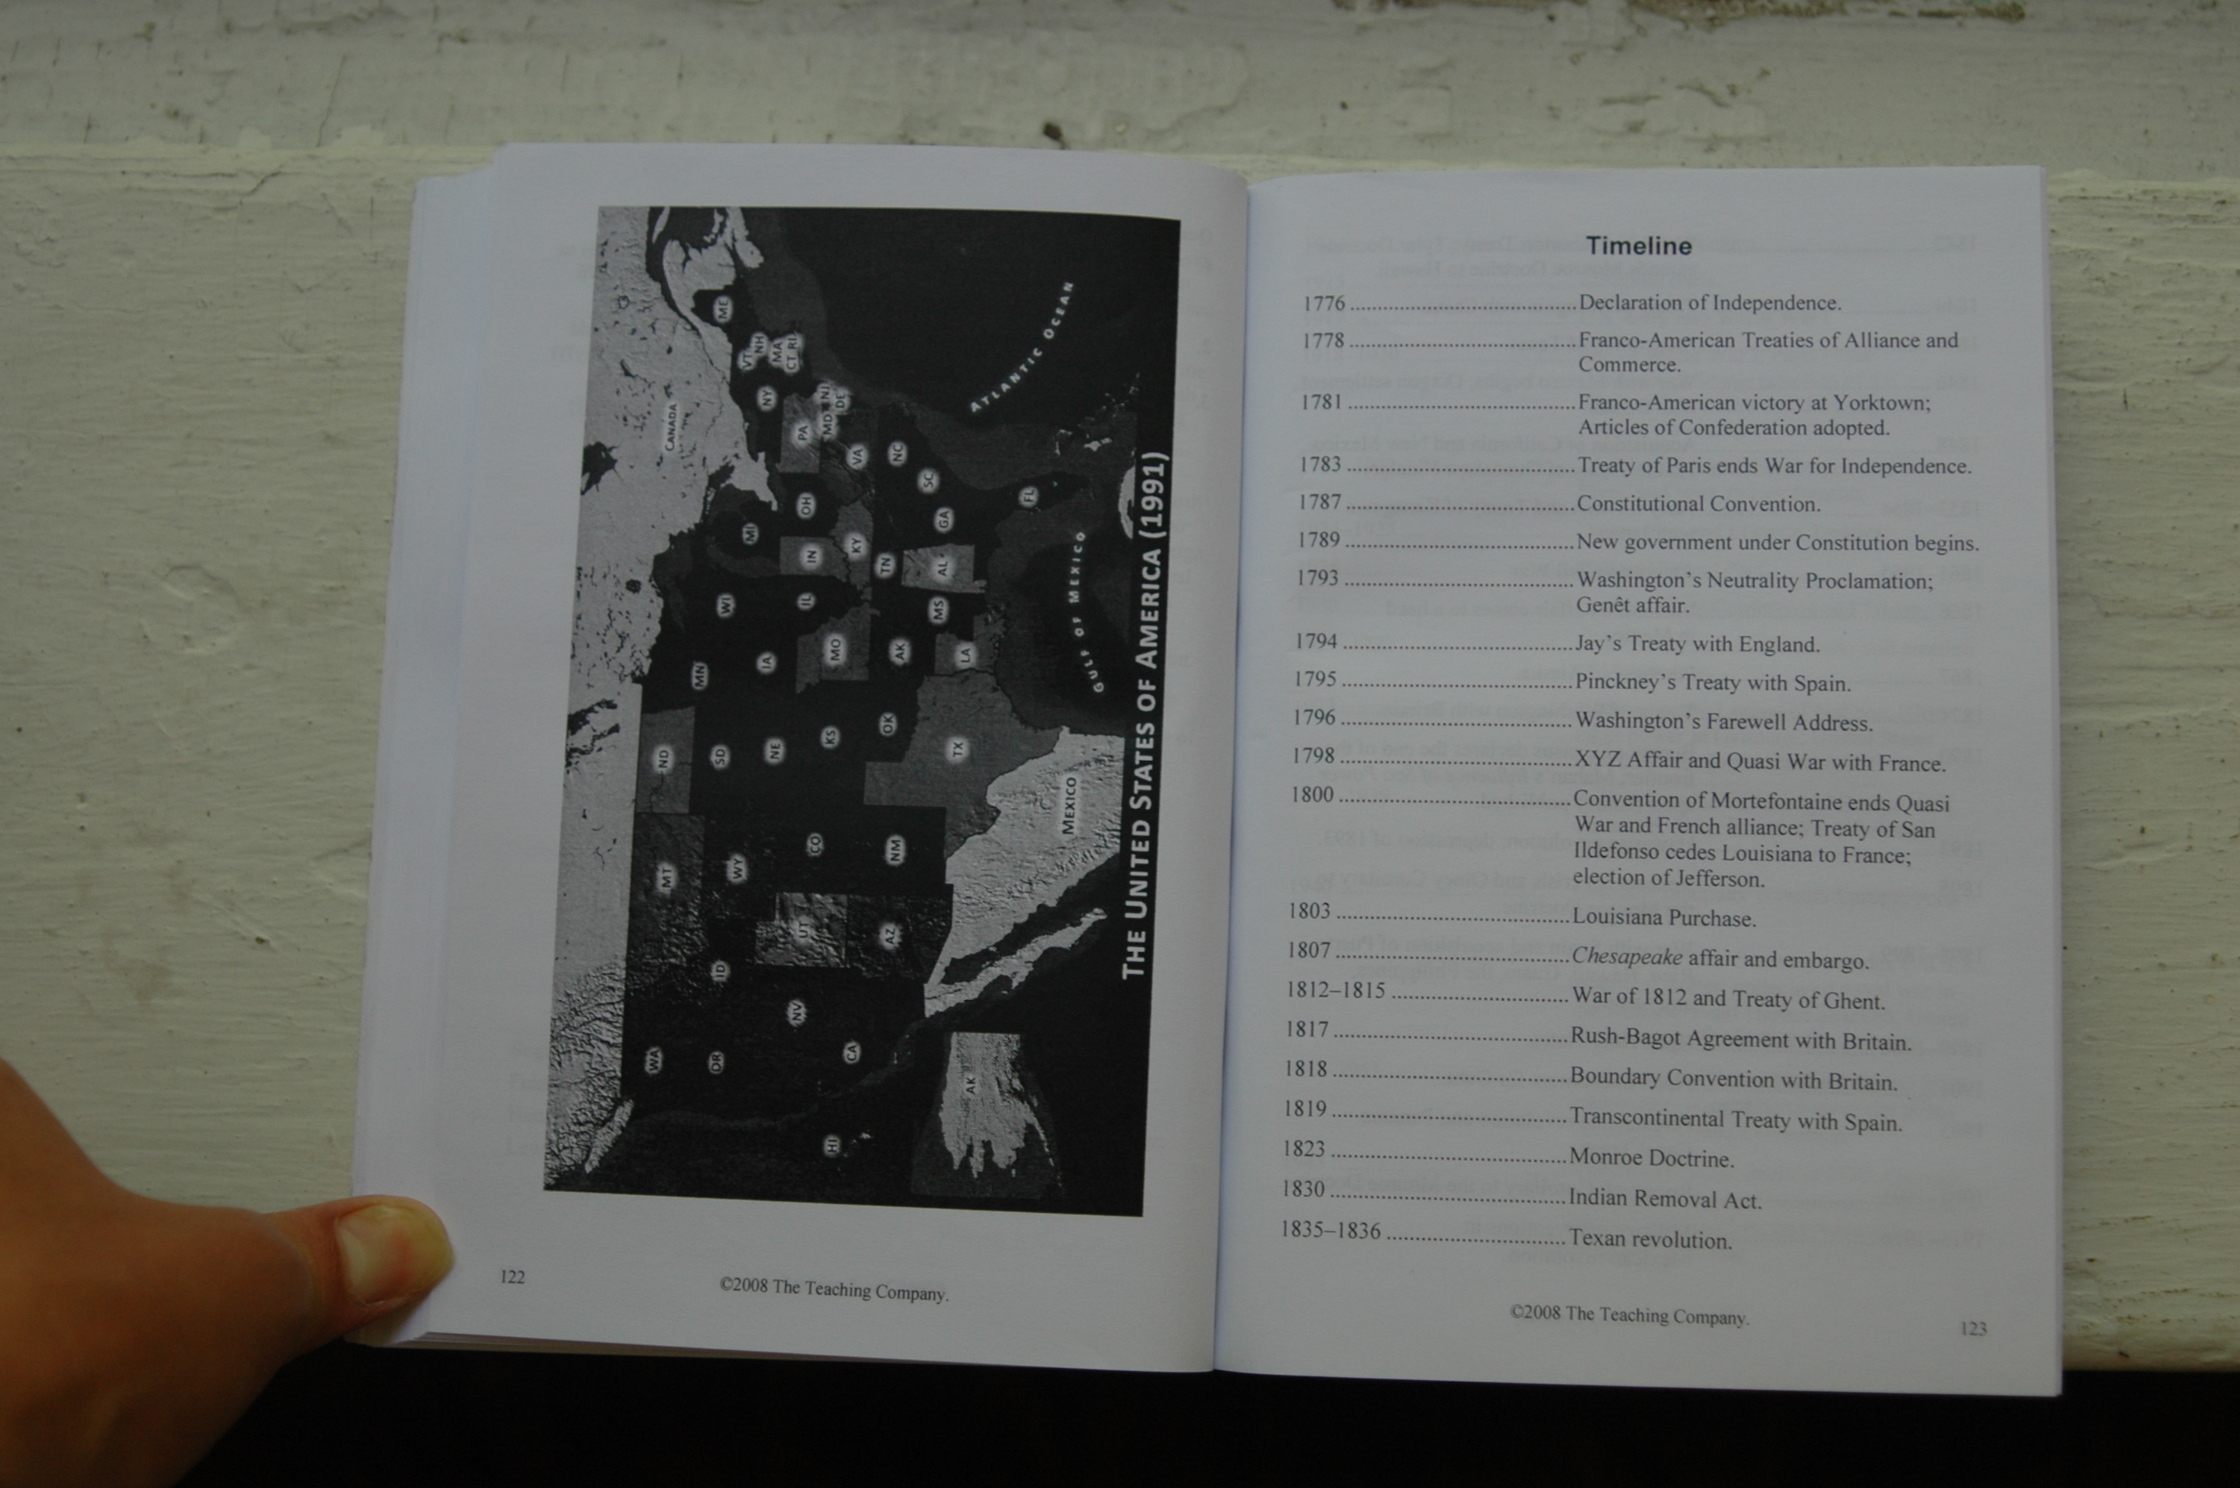 CANADA
ME
VT
NH
MA
CT RI
NY
PA
NJ
MD
DE
VA
NC
SC
GA
FL
OH
MI
IN
KY
TN
AL
WI
IL
MS
MN
IA
MO
AK
LA
ND
SD
NE
KS
OK
TX
MT
WY
CO
NM
UT
AZ
ID
NV
WA
OR
CA
HI
AK
MEXICO
GULF OF MEXICO
ATLANTIC OCEAN
THE UNITED STATES OF AMERICA (1991)
122
©2008 The Teaching Company.
Timeline
1776 ................................ Declaration of Independence.
1778 ................................ Franco-American Treaties of Alliance and
Commerce.
1781 ................................ Franco-American victory at Yorktown;
Articles of Confederation adopted.
1783 ................................ Treaty of Paris ends War for Independence.
1787 ................................ Constitutional Convention.
1789 ................................ New government under Constitution begins.
1793 ................................ Washington's Neutrality Proclamation;
Genêt affair.
1794 ................................ Jay's Treaty with England.
1795 ................................ Pinckney's Treaty with Spain.
1796 ................................ Washington's Farewell Address.
1798 ................................ XYZ Affair and Quasi War with France.
1800 ................................ Convention of Mortefontaine ends Quasi
War and French alliance; Treaty of San
Ildefonso cedes Louisiana to France;
election of Jefferson.
1803 ................................ Louisiana Purchase.
1807 ................................ Chesapeake affair and embargo.
1812–1815 ......................... War of 1812 and Treaty of Ghent.
1817 ................................ Rush-Bagot Agreement with Britain.
1818 ................................ Boundary Convention with Britain.
1819 ................................ Transcontinental Treaty with Spain.
1823 ................................ Monroe Doctrine.
1830 ................................ Indian Removal Act.
1835–1836 ......................... Texan revolution.
©2008 The Teaching Company.
123